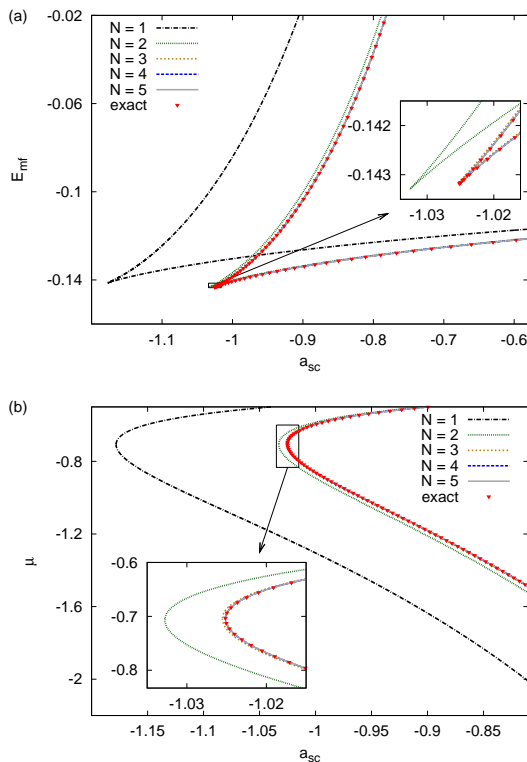 (a)
-0.02
-0.06
-0.1
-0.14
E_mf
N = 1
N = 2
N = 3
N = 4
N = 5
exact
-0.142
-0.143
-1.03
-1.02
-1.1
-1
-0.9
-0.8
-0.7
-0.6
a_sc
(b)
-0.8
-1.2
-1.6
-2
μ
N = 1
N = 2
N = 3
N = 4
N = 5
exact
-0.6
-0.7
-0.8
-1.03
-1.02
-1.15
-1.1
-1.05
-1
-0.95
-0.9
-0.85
a_sc